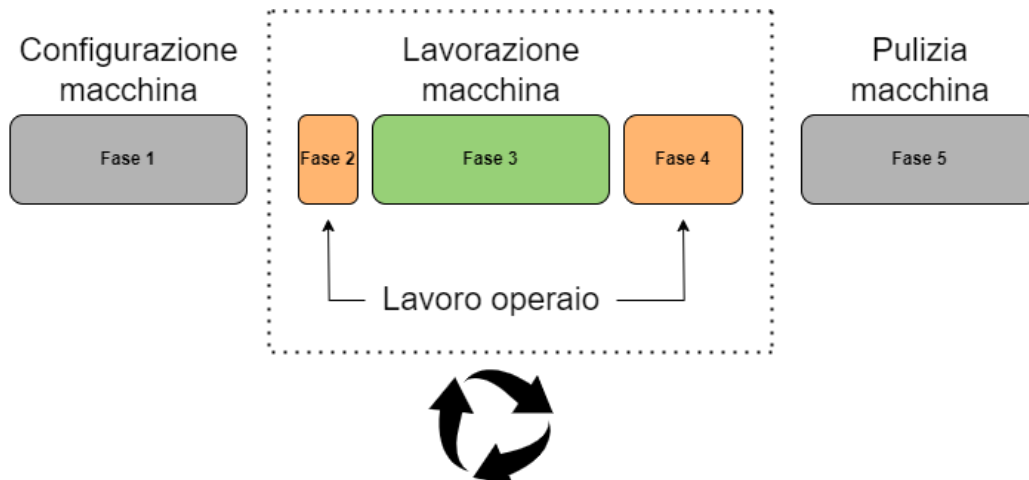 Configurazione
macchina
Fase 1
Lavorazione
macchina
Fase 2
Fase 3
Fase 4
Lavoro operaio
Pulizia
macchina
Fase 5